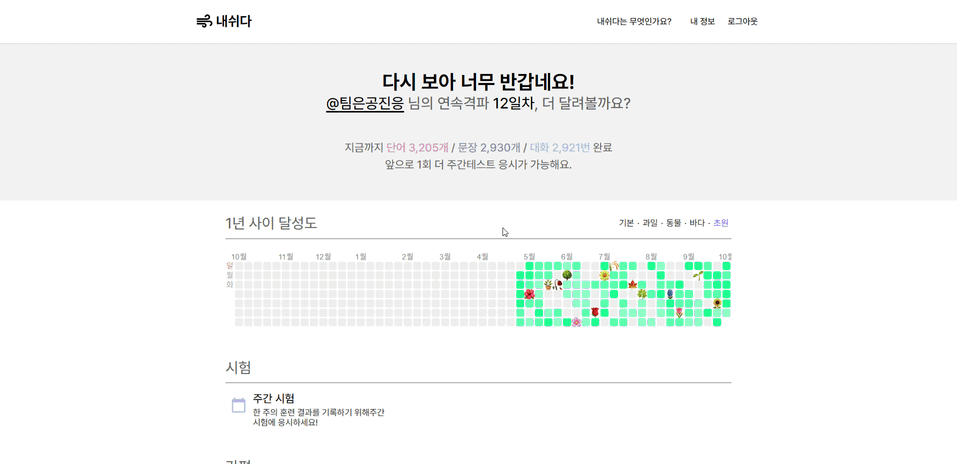 내쉬다
내쉬다는 무엇인가요? 내 정보 로그아웃
다시 보아 너무 반갑네요!
@팀은공진웅 님의 연속격파 12일차, 더 달려볼까요?
지금까지 단어 3,205개 / 문장 2,930개 / 대화 2,921번 완료
앞으로 1회 더 주간테스트 응시가 가능해요.
1년 사이 달성도
기본 · 과일 · 동물 · 바다 · 초원
10월 11월 12월 1월 2월 3월 4월 5월 6월 7월 8월 9월 10월
일
월
화
시험
주간 시험
한 주의 훈련 결과를 기록하기 위해주간
시험에 응시하세요!